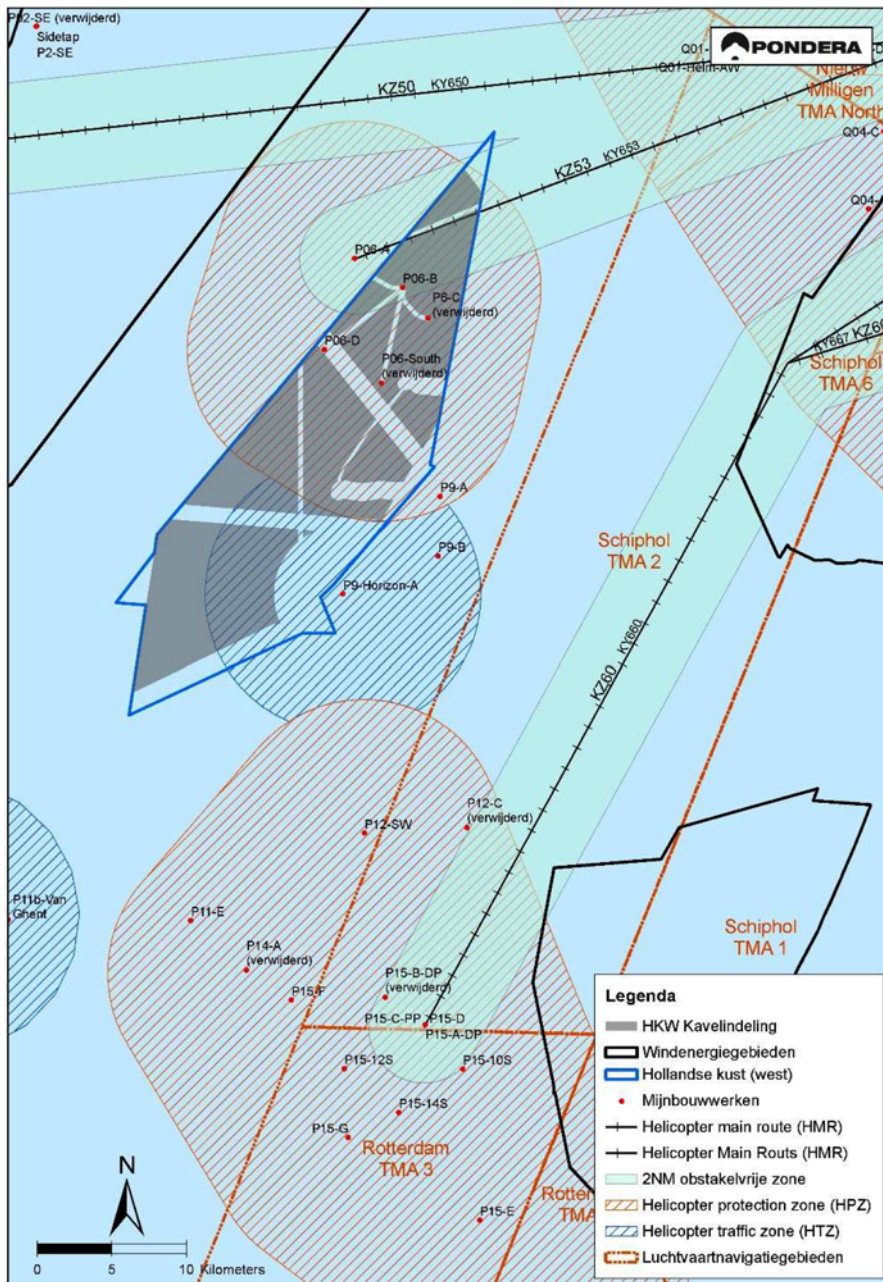 P02-SE (verwijderd)
Sidetap
P2-SE
PONDERA
KZ50 KY650
Q01-Helm-AW
Nieuw
Milligen
TMA North
Q04-C
KZ53 KY653
P06-A
P06-B
P6-C
(verwijderd)
P06-D
P06-South
(verwijderd)
KY667
Schiphol
TMA 6
P9-A
P9-B
P9-Horizon-A
Schiphol
TMA 2
KZ60 KY660
P12-C
(verwijderd)
P12-SW
P11b-Van
Ghent
P11-E
P14-A
(verwijderd)
P15-F
P15-B-DP
(verwijderd)
P15-C-PP
P15-D
P15-A-DP
Schiphol
TMA 1
P15-12S
P15-10S
P15-14S
P15-G
Rotterdam
TMA 3
P15-E
TMA
Legenda
HKW Kavelindeling
Windenergiegebieden
Hollandse kust (west)
Mijnbouwwerken
Helicopter main route (HMR)
Helicopter Main Routs (HMR)
2NM obstakelvrije zone
Helicopter protection zone (HPZ)
Helicopter traffic zone (HTZ)
Luchtvaartnavigatiegebieden
N
0 5 10 Kilometers